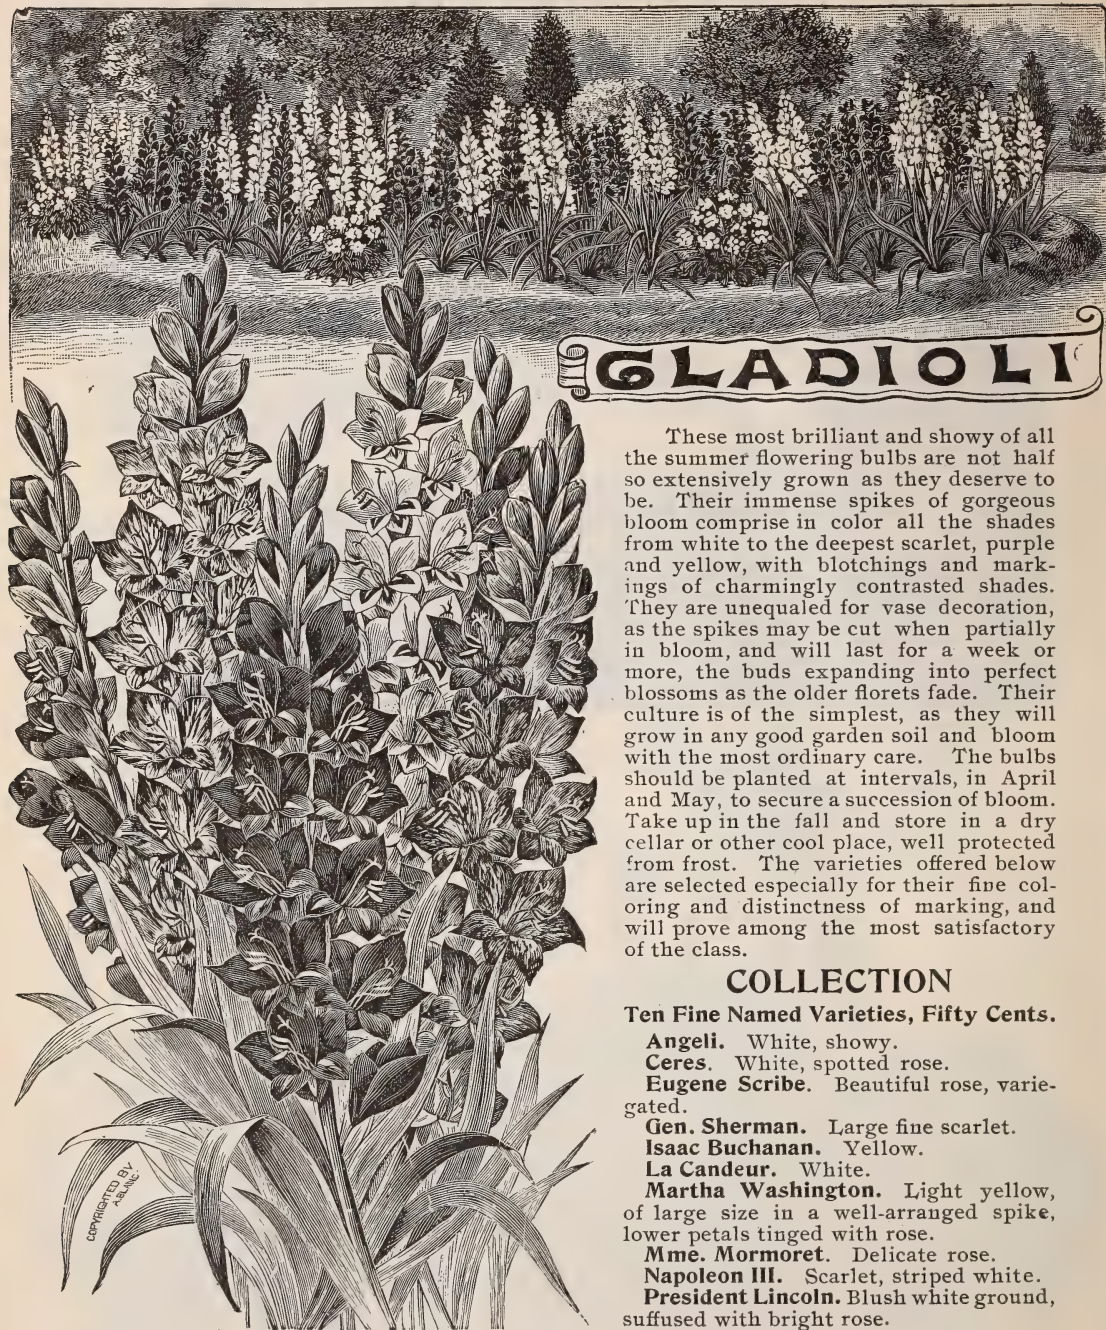 GLADIOLI
These most brilliant and showy of all
the summer flowering bulbs are not half
so extensively grown as they deserve to
be. Their immense spikes of gorgeous
bloom comprise in color all the shades
from white to the deepest scarlet, purple
and yellow, with blotchings and mark-
ings of charmingly contrasted shades.
They are unequaled for vase decoration,
as the spikes may be cut when partially
in bloom, and will last for a week or
more, the buds expanding into perfect
blossoms as the older florets fade. Their
culture is of the simplest, as they will
grow in any good garden soil and bloom
with the most ordinary care. The bulbs
should be planted at intervals, in April
and May, to secure a succession of bloom.
Take up in the fall and store in a dry
cellar or other cool place, well protected
from frost. The varieties offered below
are selected especially for their fine col-
oring and distinctness of marking, and
will prove among the most satisfactory
of the class.
COLLECTION
Ten Fine Named Varieties, Fifty Cents.
Angeli. White, showy.
Ceres. White, spotted rose.
Eugene Scribe. Beautiful rose, varie-
gated.
Gen. Sherman. Large fine scarlet.
Isaac Buchanan. Yellow.
La Candeur. White.
Martha Washington. Light yellow,
of large size in a well-arranged spike,
lower petals tinged with rose.
Mme. Mormoret. Delicate rose.
Napoleon III. Scarlet, striped white.
President Lincoln. Blush white ground,
suffused with bright rose.
COPYRIGHTED BY
A. BLANC.